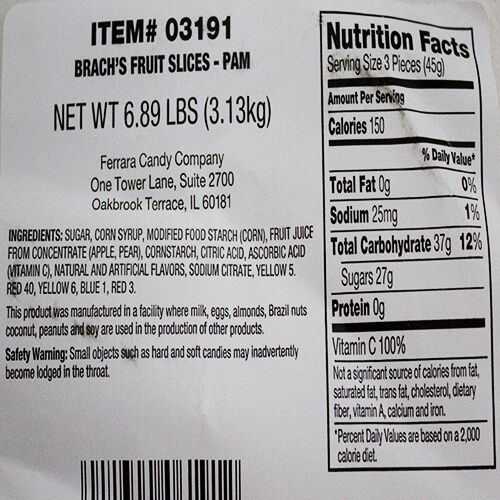 ITEM# 03191
BRACH'S FRUIT SLICES - PAM
NET WT 6.89 LBS (3.13kg)
Ferrara Candy Company
One Tower Lane, Suite 2700
Oakbrook Terrace, IL 60181
INGREDIENTS: SUGAR, CORN SYRUP, MODIFIED FOOD STARCH (CORN), FRUIT JUICE
FROM CONCENTRATE (APPLE, PEAR), CORNSTARCH, CITRIC ACID, ASCORBIC ACID
(VITAMIN C), NATURAL AND ARTIFICIAL FLAVORS, SODIUM CITRATE, YELLOW 5.
RED 40, YELLOW 6, BLUE 1, RED 3.
This product was manufactured in a facility where milk, eggs, almonds, Brazil nuts
coconut, peanuts and soy are used in the production of other products.
Safety Warning: Small objects such as hard and soft candies may inadvertently
become lodged in the throat.
Nutrition Facts
Serving Size 3 Pieces (45g)
Amount Per Serving
Calories 150
% Daily Value*
Total Fat 0g 0%
Sodium 25mg 1%
Total Carbohydrate 37g 12%
Sugars 27g
Protein 0g
Vitamin C 100%
Not a significant source of calories from fat,
saturated fat, trans fat, cholesterol, dietary
fiber, vitamin A, calcium and iron.
*Percent Daily Values are based on a 2,000
calorie diet.